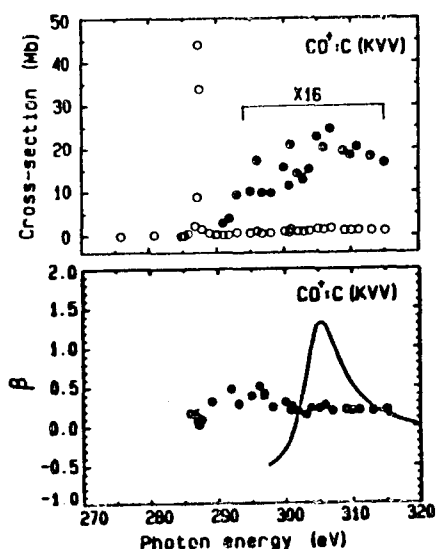 CO⁺:C (KVV)
X16
Cross-section (Mb)
50
40
30
20
10
0
CO⁺:C (KVV)
β
2.0
1.5
1.0
0.5
0.0
-0.5
-1.0
270 280 290 300 310 320
Photon energy (eV)